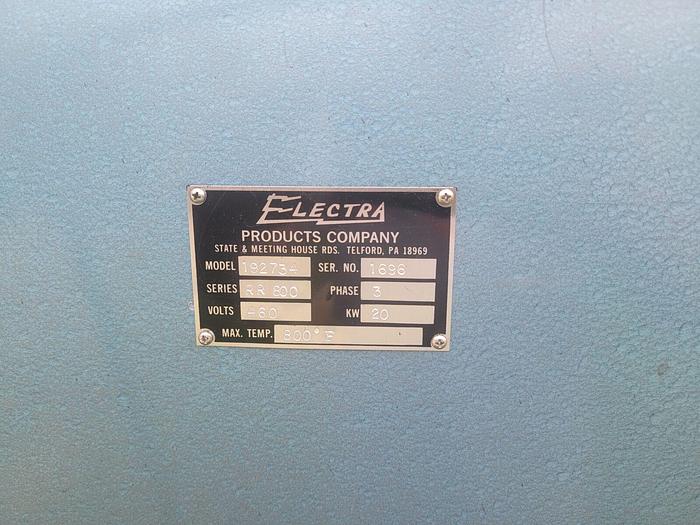 ELECTRA
PRODUCTS COMPANY
STATE & MEETING HOUSE RDS. TELFORD, PA 18969
MODEL 192734 SER. NO. 1696
SERIES RR 800 PHASE 3
VOLTS 460 KW 20
MAX. TEMP. 800° F